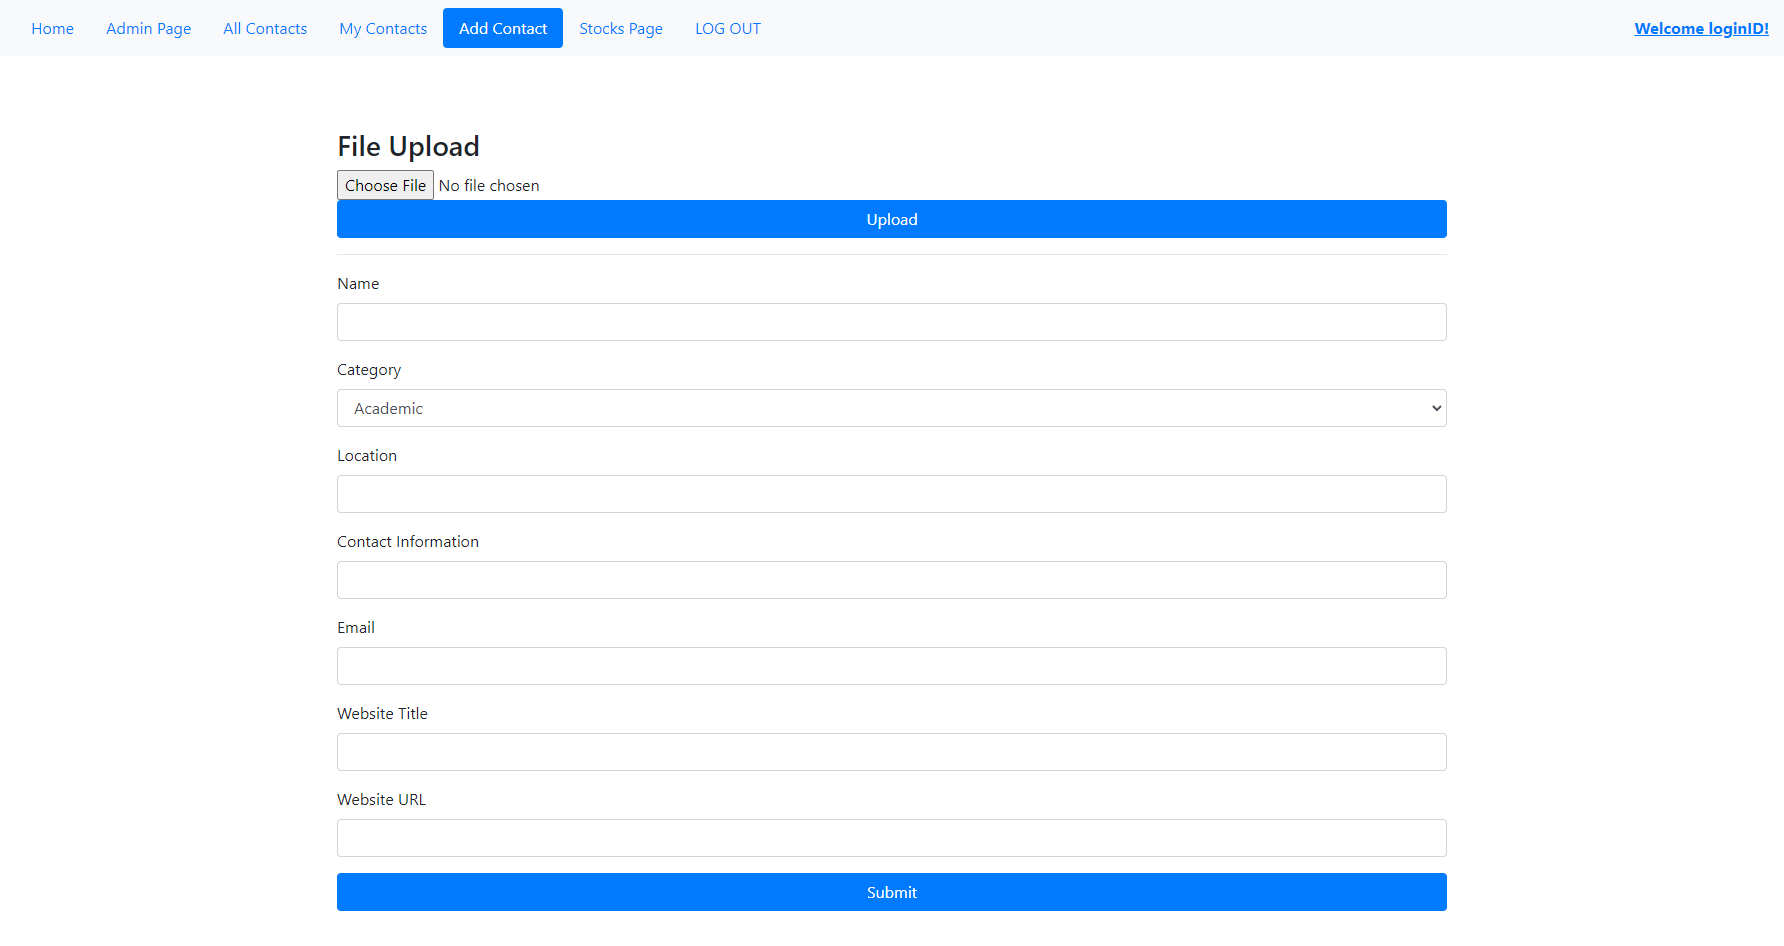 Home Admin Page All Contacts My Contacts Add Contact Stocks Page LOG OUT Welcome loginID!
File Upload
Choose File No file chosen
Upload
Name
Category
Academic
Location
Contact Information
Email
Website Title
Website URL
Submit